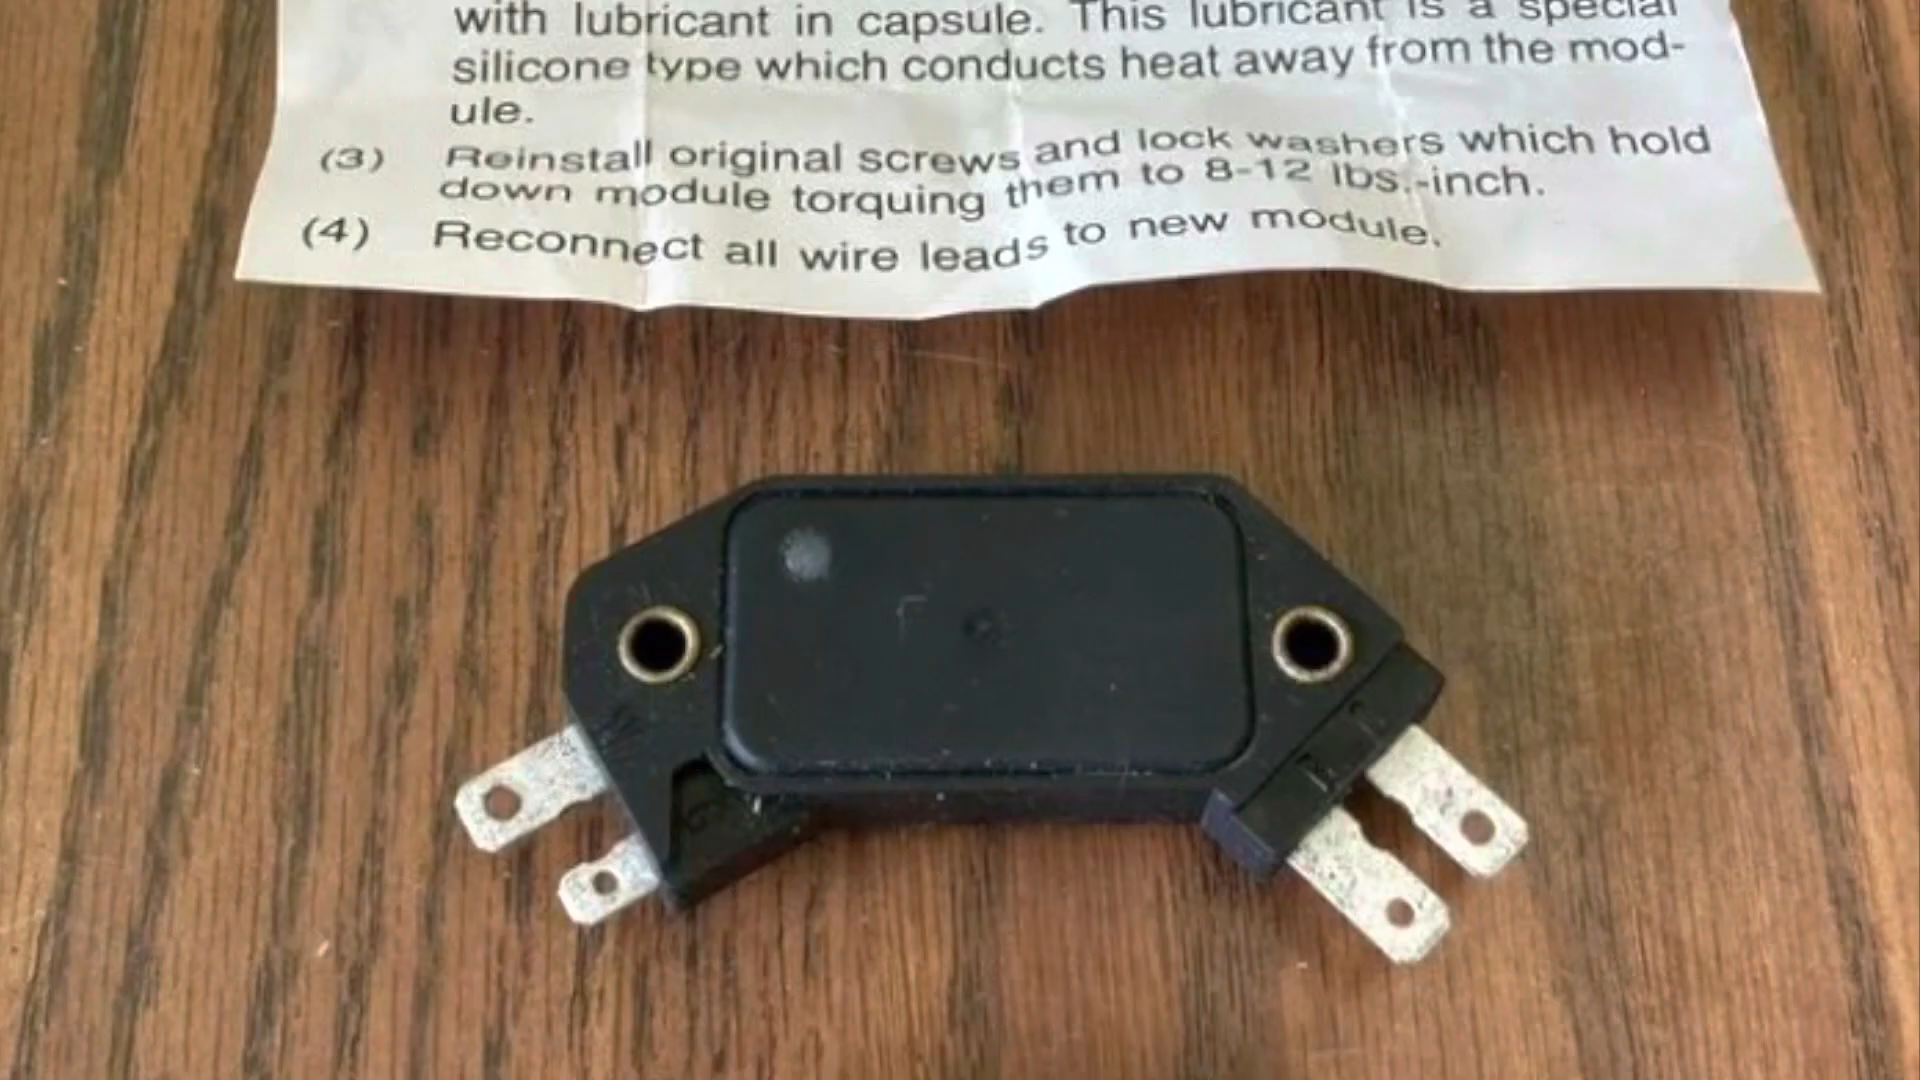 with lubricant in capsule. This lubricant is a special
silicone type which conducts heat away from the mod-
ule.
(3) Reinstall original screws and lock washers which hold
down module torquing them to 8-12 lbs.-inch.
(4) Reconnect all wire leads to new module.